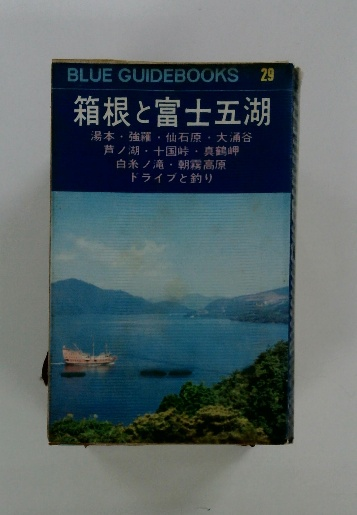 BLUE GUIDEBOOKS 29
箱根と富士五湖
湯本・強羅・仙石原・大涌谷
芦ノ湖・十国峠・真鶴岬
白糸ノ滝・朝霧高原
ドライブと釣り